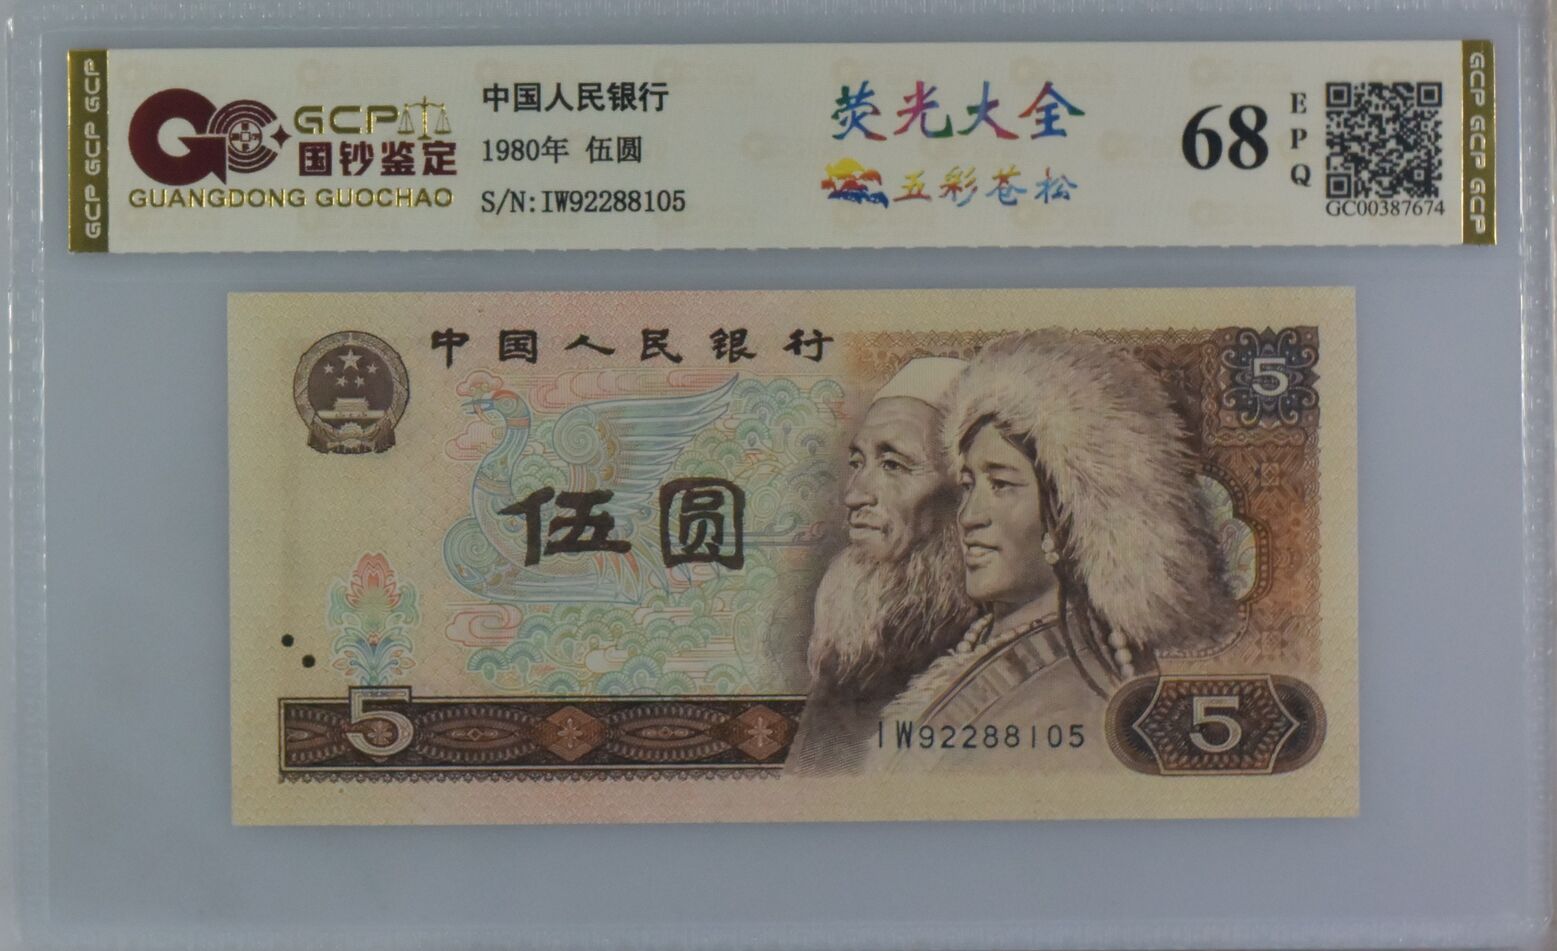 GCP GCP GCP
GCP
国钞鉴定
GUANGDONG GUOCHAO
中国人民银行
1980年 伍圆
S/N:IW92288105
荧光大全
五彩苍松
68
EPQ
GC00387674
GCP GCP GCP
中国人民银行
5
伍圆
5
IW92288105
5